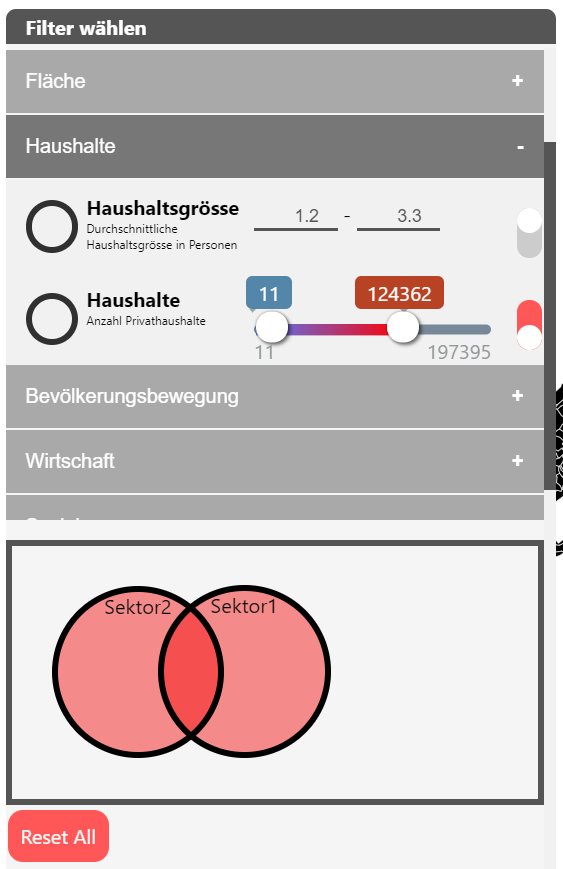 Filter wählen
Fläche +
Haushalte -
Haushaltsgrösse
Durchschnittliche
Haushaltsgrösse in Personen
1.2 - 3.3
Haushalte
Anzahl Privathaushalte
11 124362
11 197395
Bevölkerungsbewegung +
Wirtschaft +
Sektor2 Sektor1
Reset All